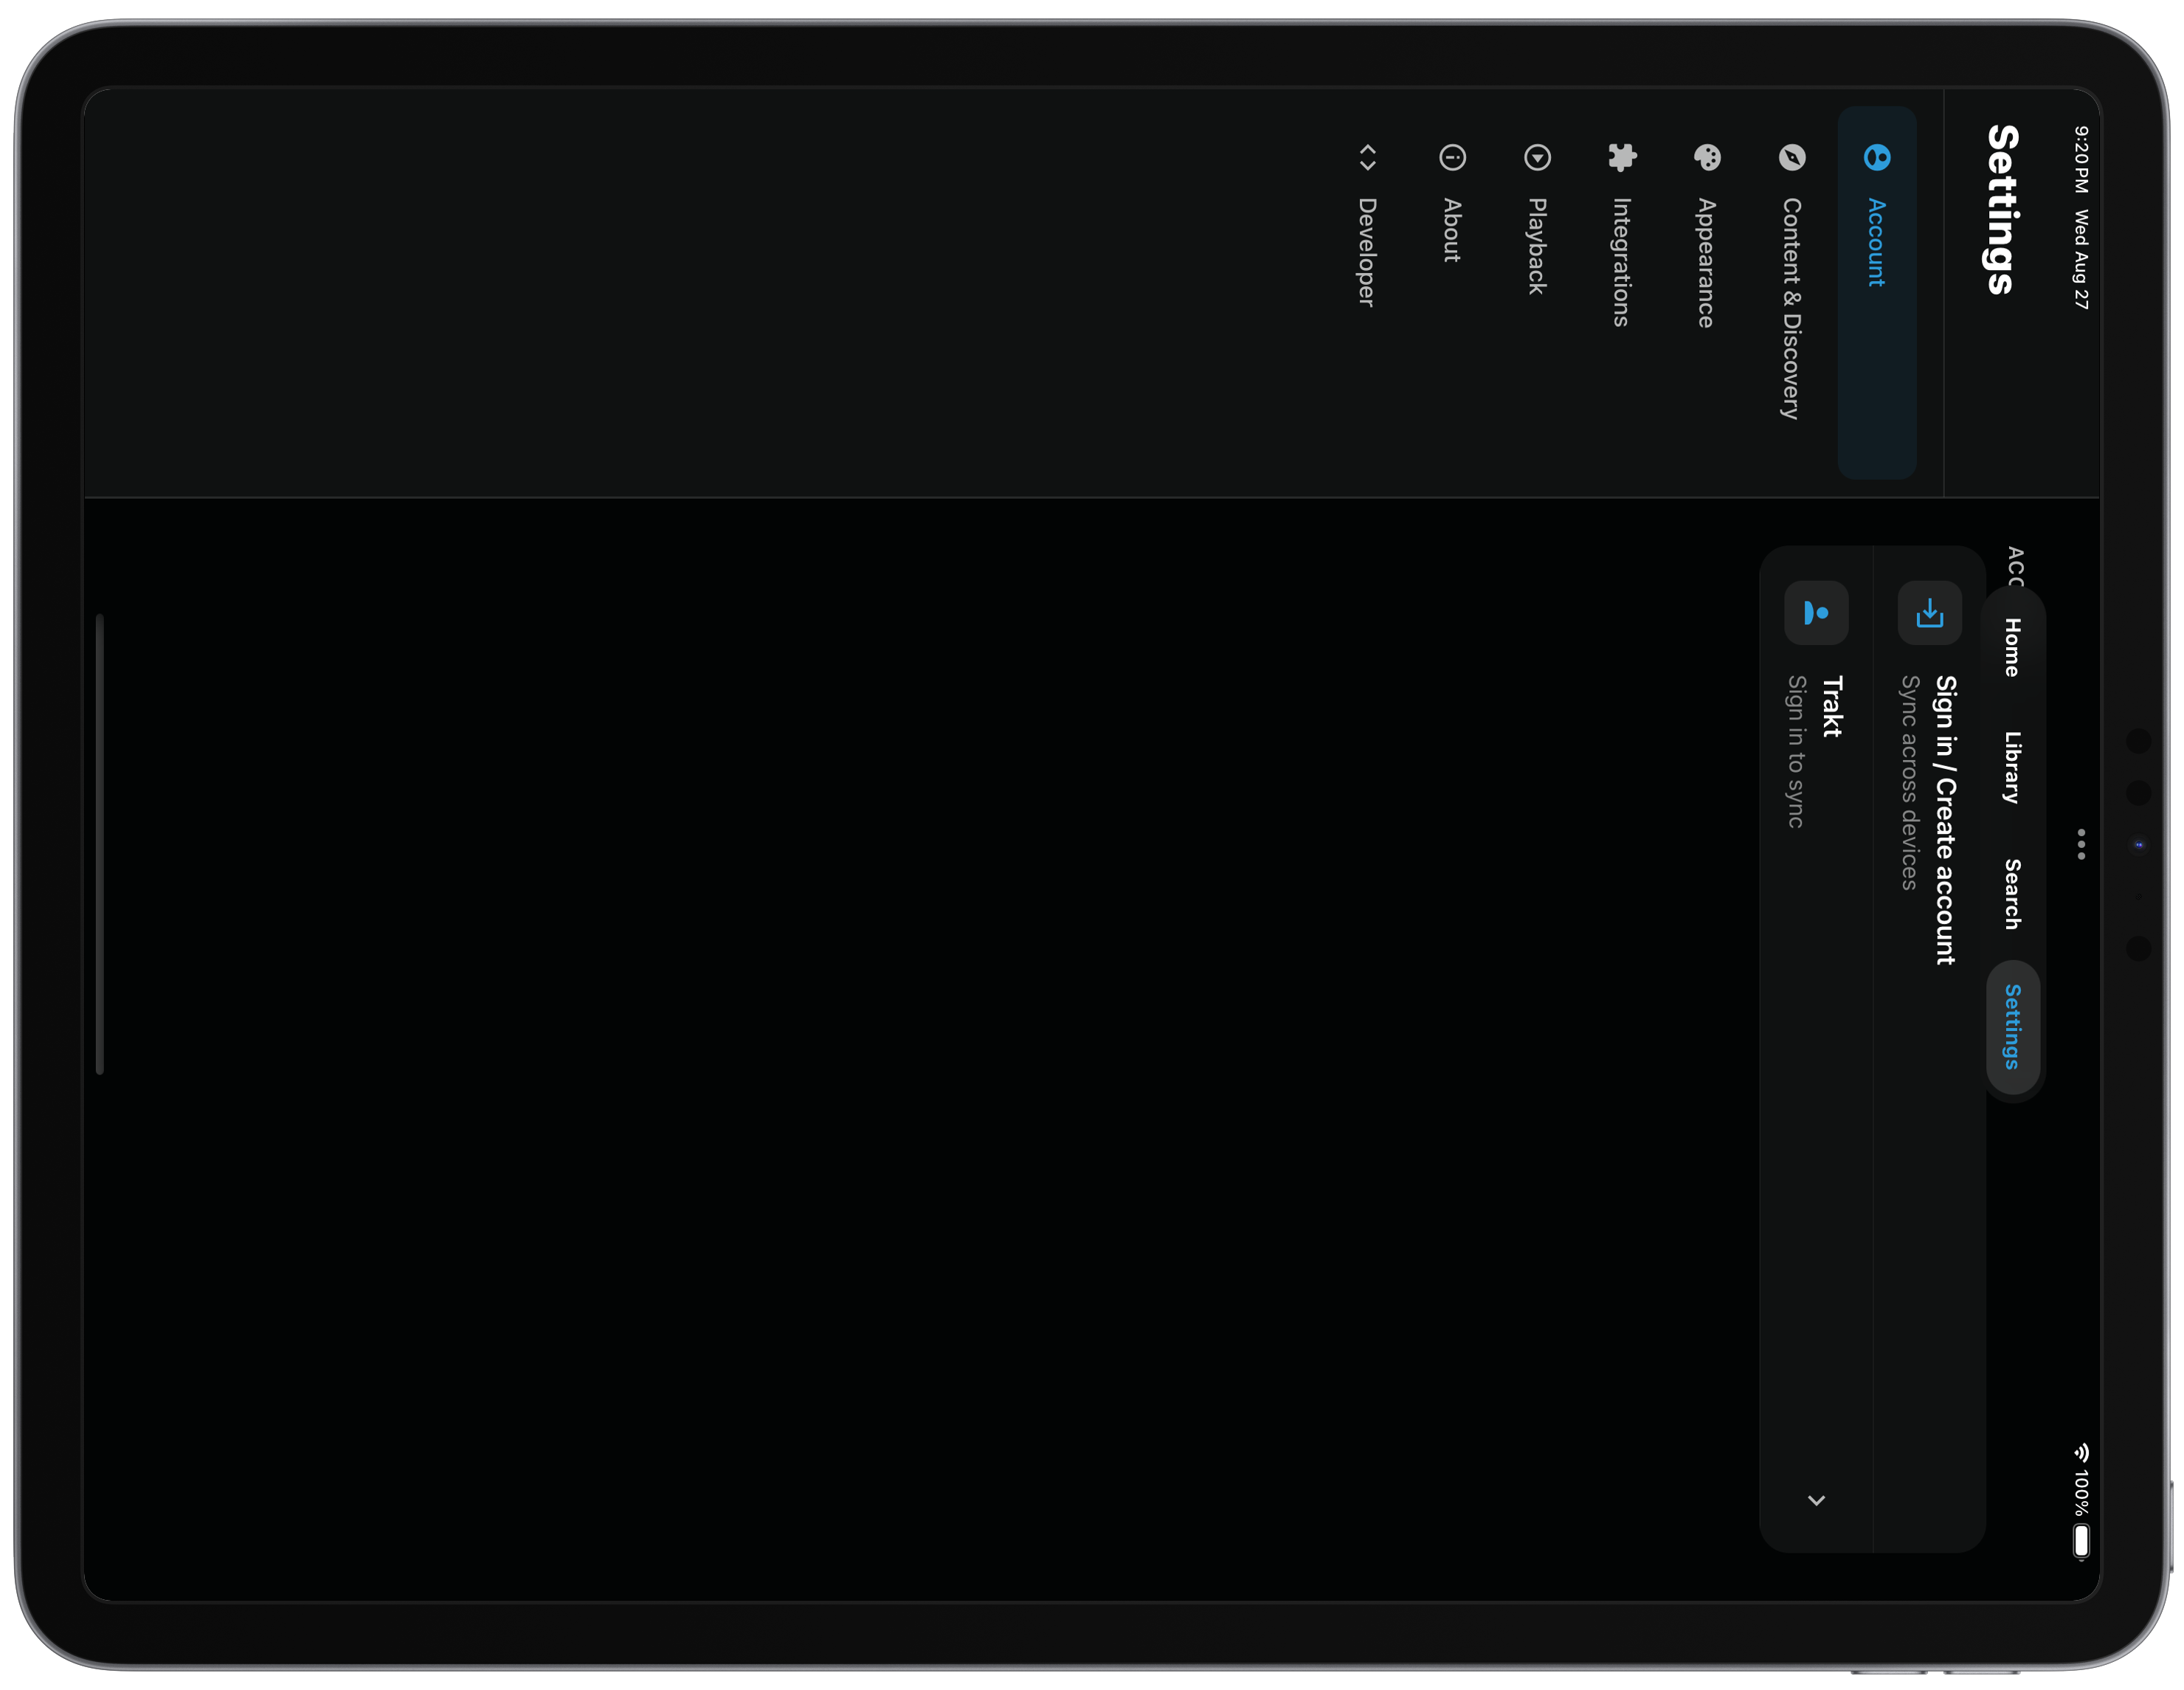 9:20 PM Wed Aug 27
100%
Settings
Account
Content & Discovery
Appearance
Integrations
Playback
About
Developer
Home
Library
Search
Settings
Sign in / Create account
Sync across devices
Trakt
Sign in to sync